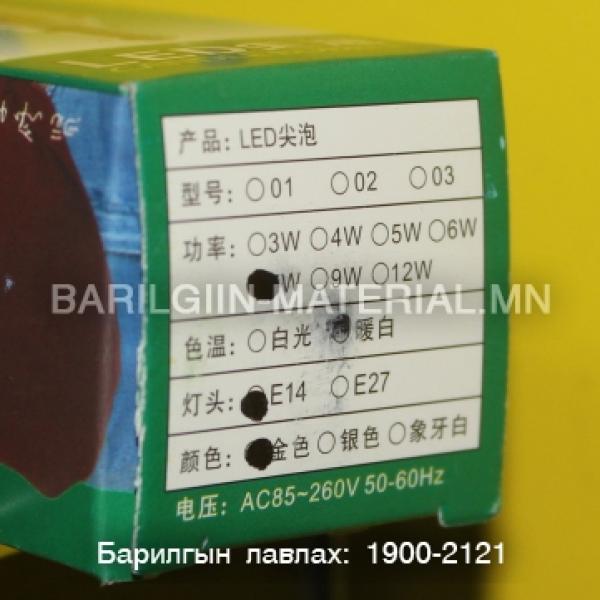 产品: LED尖泡
型号: ○01 ○02 ○03
功率: ○3W ○4W ○5W ○6W
W ○9W ○12W
BARILGIIN-MATERIAL.MN
色温: ○白光 暖白
灯头: E14 ○E27
颜色: 金色 ○银色 ○象牙白
电压: AC85~260V 50-60Hz
Барилгын лавлах: 1900-2121